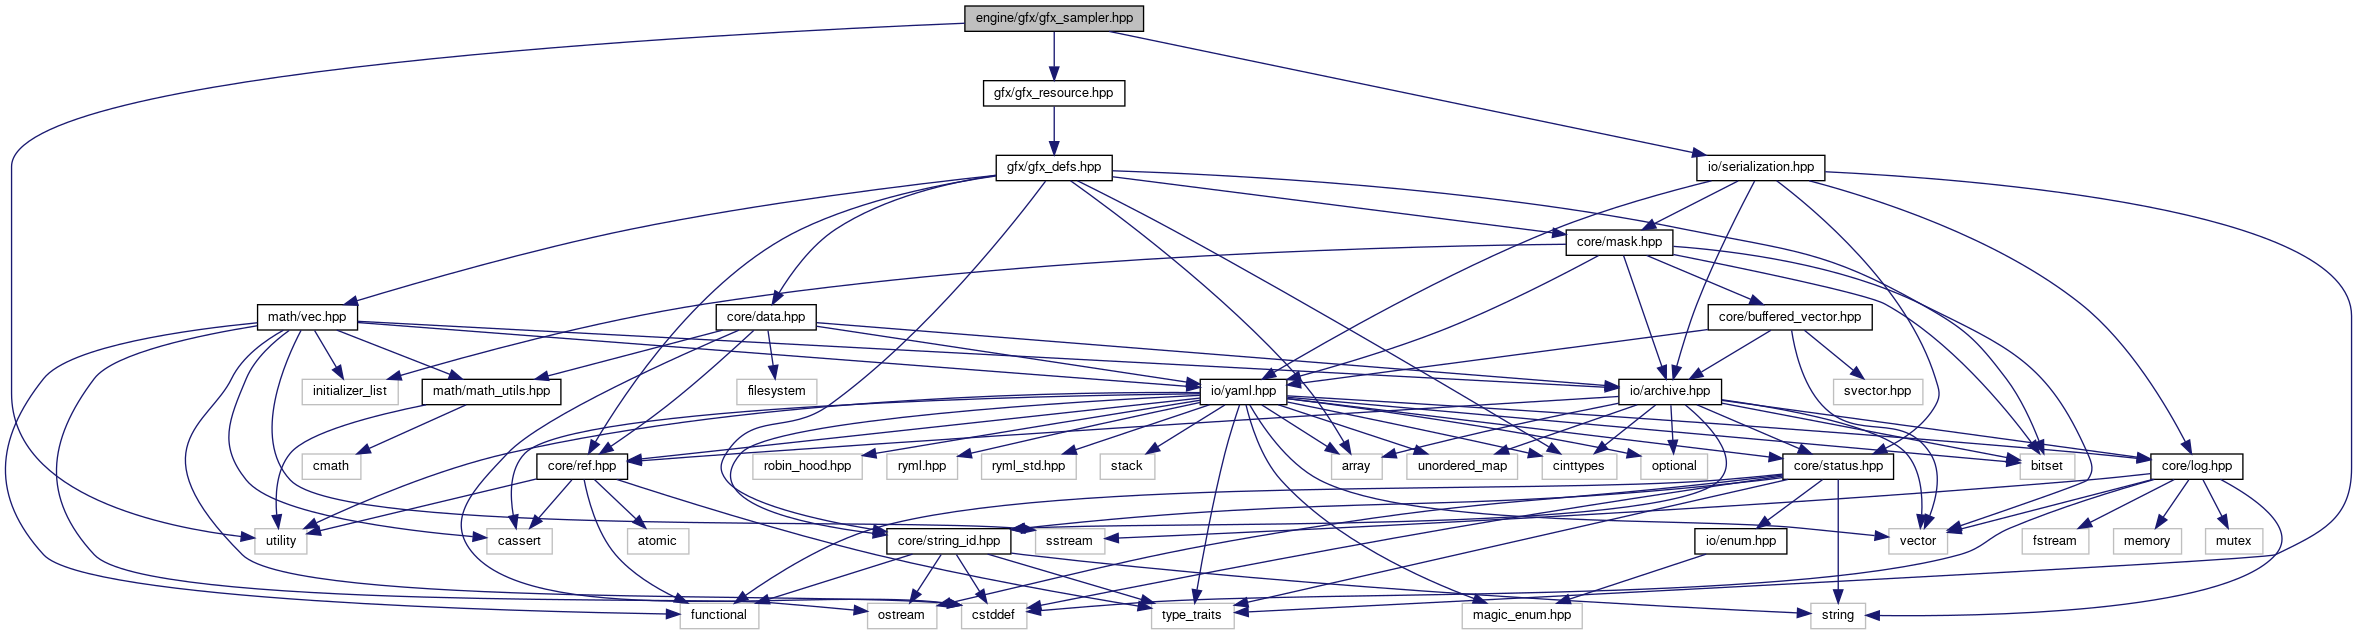 engine/gfx/gfx_sampler.hpp
gfx/gfx_resource.hpp
gfx/gfx_defs.hpp
io/serialization.hpp
core/mask.hpp
math/vec.hpp
core/data.hpp
core/buffered_vector.hpp
initializer_list
math/math_utils.hpp
filesystem
io/yaml.hpp
io/archive.hpp
svector.hpp
cmath
core/ref.hpp
robin_hood.hpp
ryml.hpp
ryml_std.hpp
stack
array
unordered_map
cinttypes
optional
core/status.hpp
bitset
core/log.hpp
utility
cassert
atomic
core/string_id.hpp
sstream
io/enum.hpp
vector
fstream
memory
mutex
functional
ostream
cstddef
type_traits
magic_enum.hpp
string